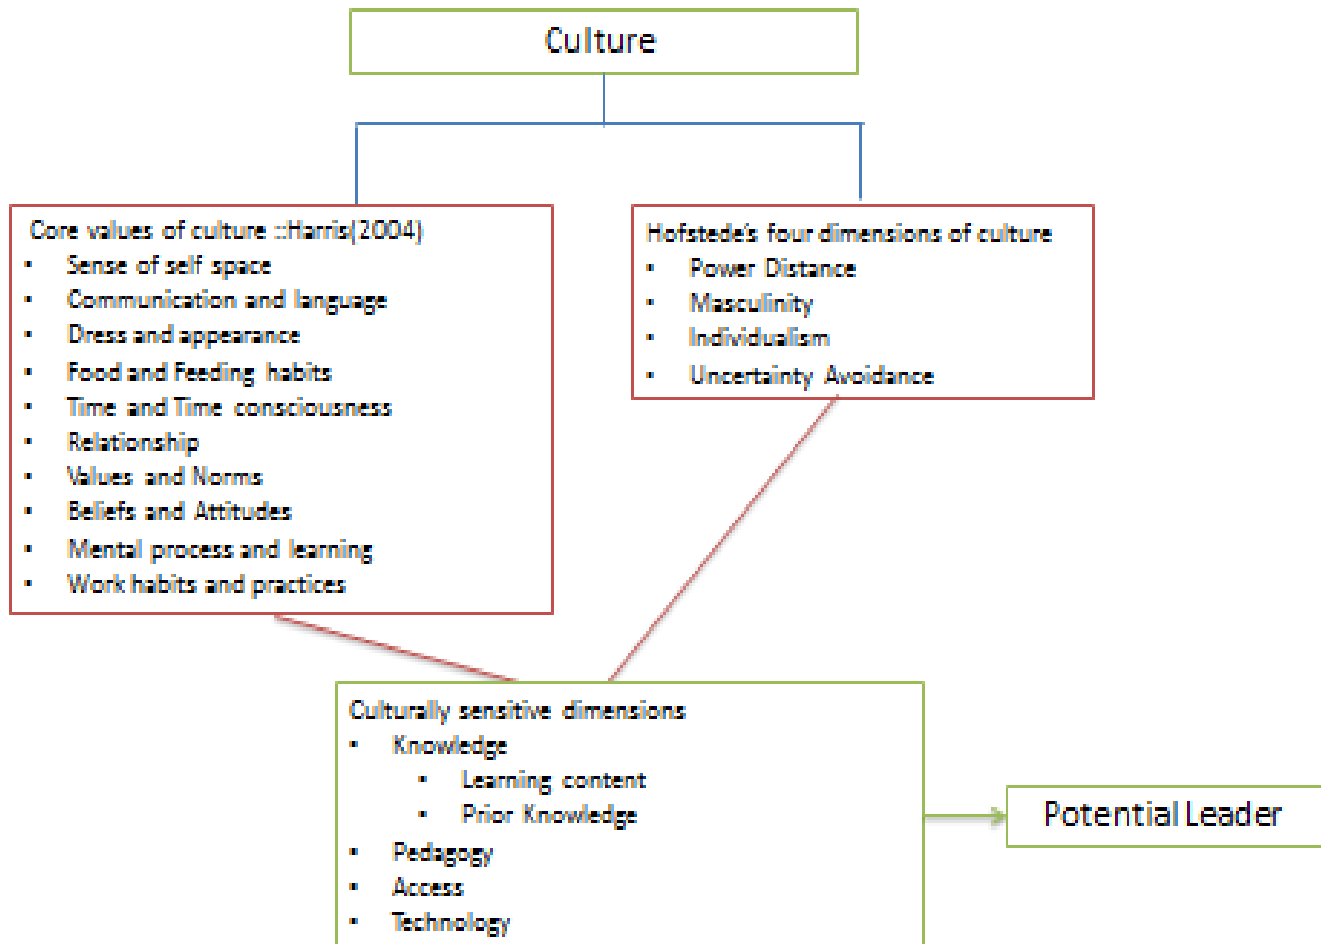 Culture
Core values of culture ::Harris(2004)
▪ Sense of self space
▪ Communication and language
▪ Dress and appearance
▪ Food and Feeding habits
▪ Time and Time consciousness
▪ Relationship
▪ Values and Norms
▪ Beliefs and Attitudes
▪ Mental process and learning
▪ Work habits and practices
Hofstede's four dimensions of culture
▪ Power Distance
▪ Masculinity
▪ Individualism
▪ Uncertainty Avoidance
Culturally sensitive dimensions
▪ Knowledge
▪ Learning content
▪ Prior Knowledge
▪ Pedagogy
▪ Access
▪ Technology
Potential Leader